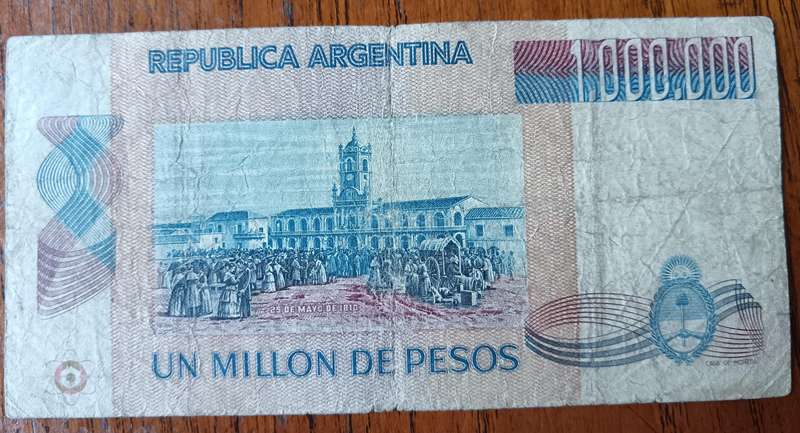 REPUBLICA ARGENTINA
1.000.000
25 DE MAYO DE 1810
UN MILLON DE PESOS
CASA DE MONEDA